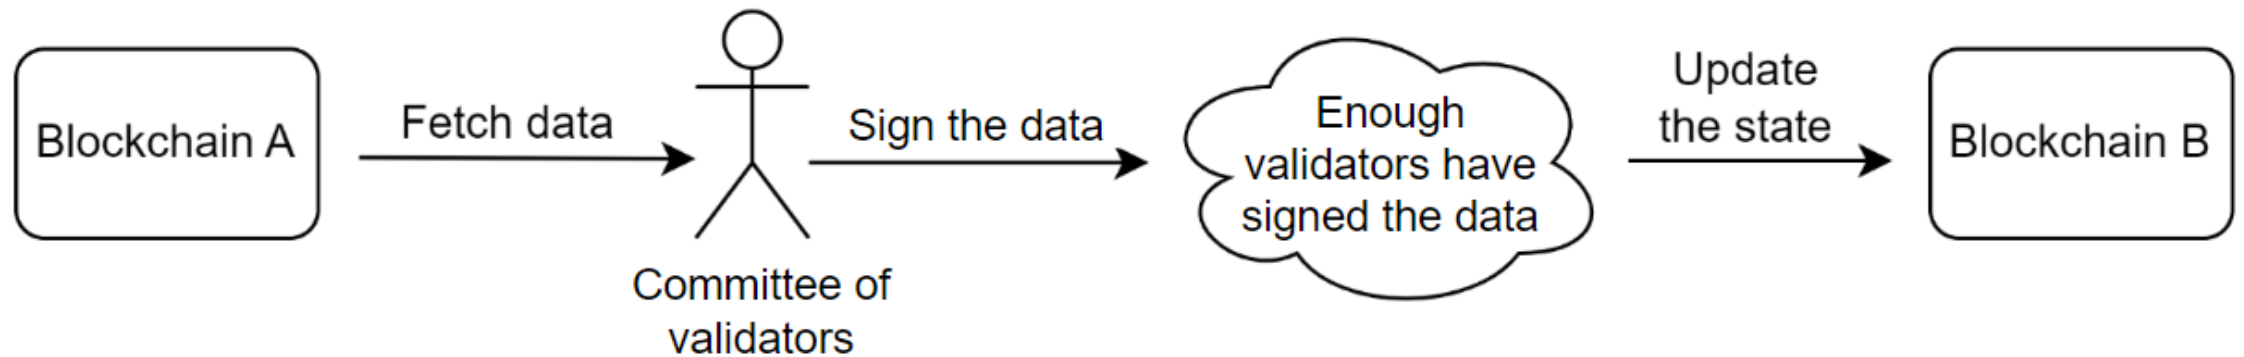 Blockchain A
Fetch data
Committee of
validators
Sign the data
Enough
validators have
signed the data
Update
the state
Blockchain B